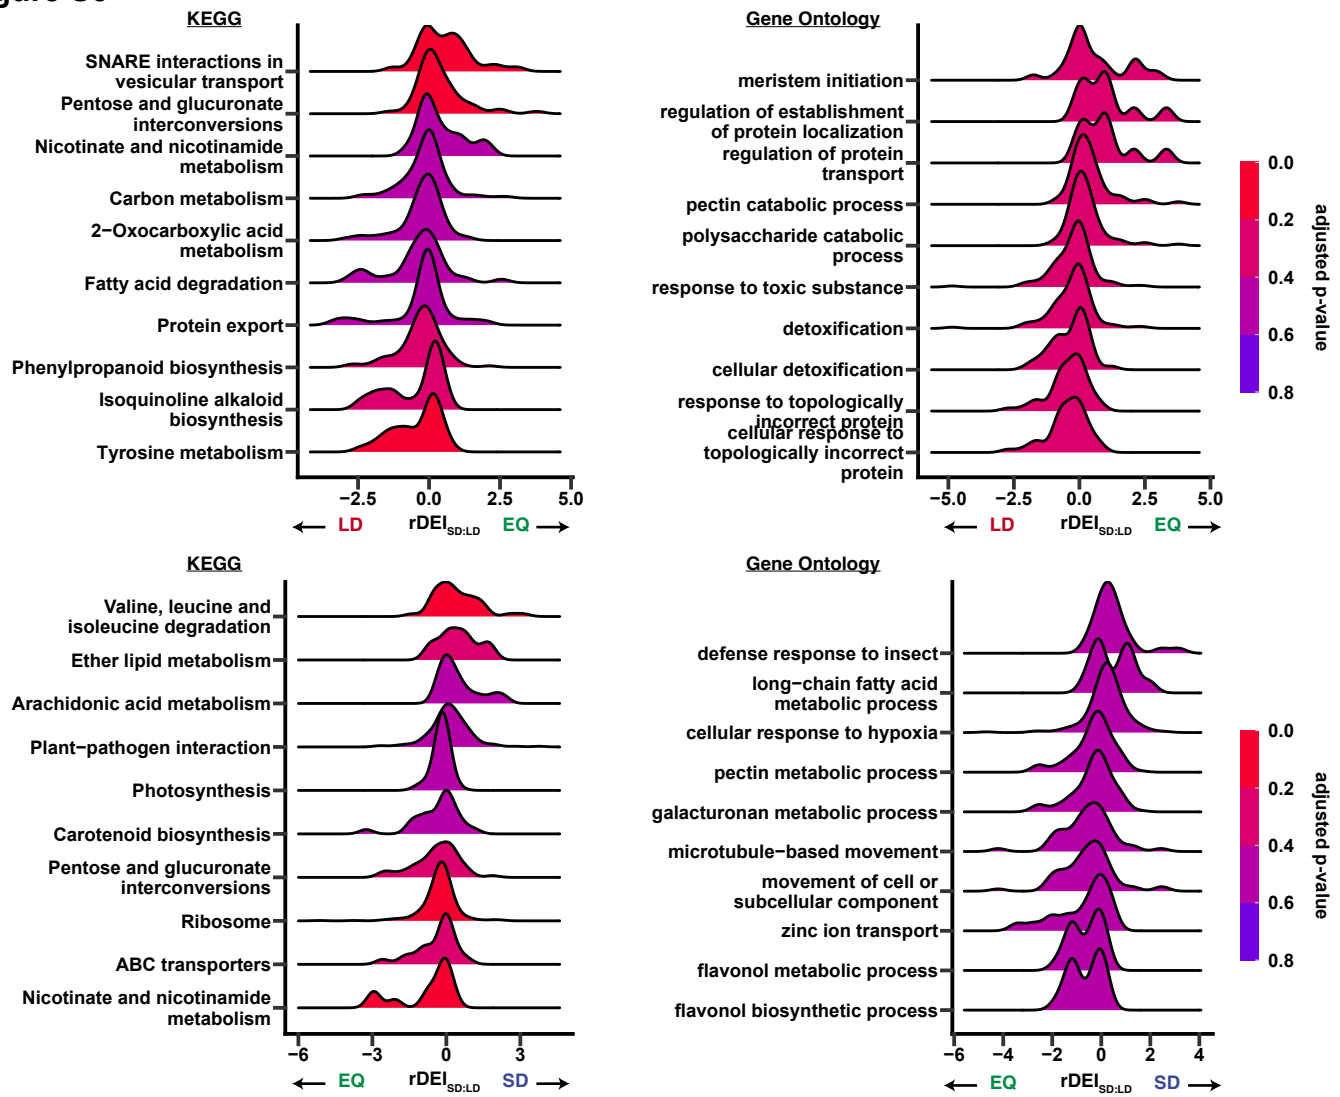 KEGG
SNARE interactions in
vesicular transport
Pentose and glucuronate
interconversions
Nicotinate and nicotinamide
metabolism
Carbon metabolism
2−Oxocarboxylic acid
metabolism
Fatty acid degradation
Protein export
Phenylpropanoid biosynthesis
Isoquinoline alkaloid
biosynthesis
Tyrosine metabolism
−2.5 0.0 2.5 5.0
LD rDEI SD:LD EQ
Gene Ontology
meristem initiation
regulation of establishment
of protein localization
regulation of protein
transport
pectin catabolic process
polysaccharide catabolic
process
response to toxic substance
detoxification
cellular detoxification
response to topologically
incorrect protein
cellular response to
topologically incorrect
protein
−5.0 −2.5 0.0 2.5 5.0
LD rDEI SD:LD EQ
0.0
0.2
0.4
0.6
0.8
adjusted p-value
KEGG
Valine, leucine and
isoleucine degradation
Ether lipid metabolism
Arachidonic acid metabolism
Plant−pathogen interaction
Photosynthesis
Carotenoid biosynthesis
Pentose and glucuronate
interconversions
Ribosome
ABC transporters
Nicotinate and nicotinamide
metabolism
−6 −3 0 3
EQ rDEI SD:LD SD
Gene Ontology
defense response to insect
long−chain fatty acid
metabolic process
cellular response to hypoxia
pectin metabolic process
galacturonan metabolic process
microtubule−based movement
movement of cell or
subcellular component
zinc ion transport
flavonol metabolic process
flavonol biosynthetic process
−6 −4 −2 0 2 4
EQ rDEI SD:LD SD
0.0
0.2
0.4
0.6
0.8
adjusted p-value